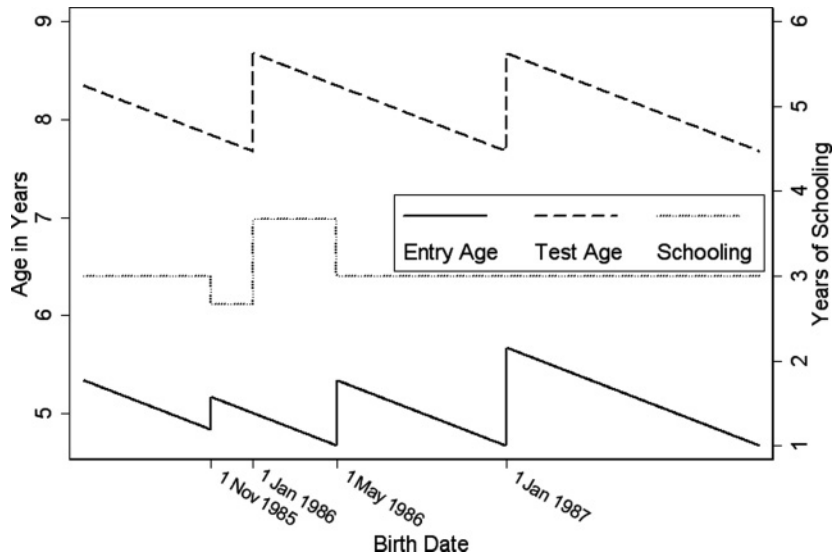 9
8
7
6
5
Age in Years
6
5
4
3
2
1
Years of Schooling
Entry Age Test Age Schooling
1 Nov 1985
1 Jan 1986
1 May 1986
1 Jan 1987
Birth Date